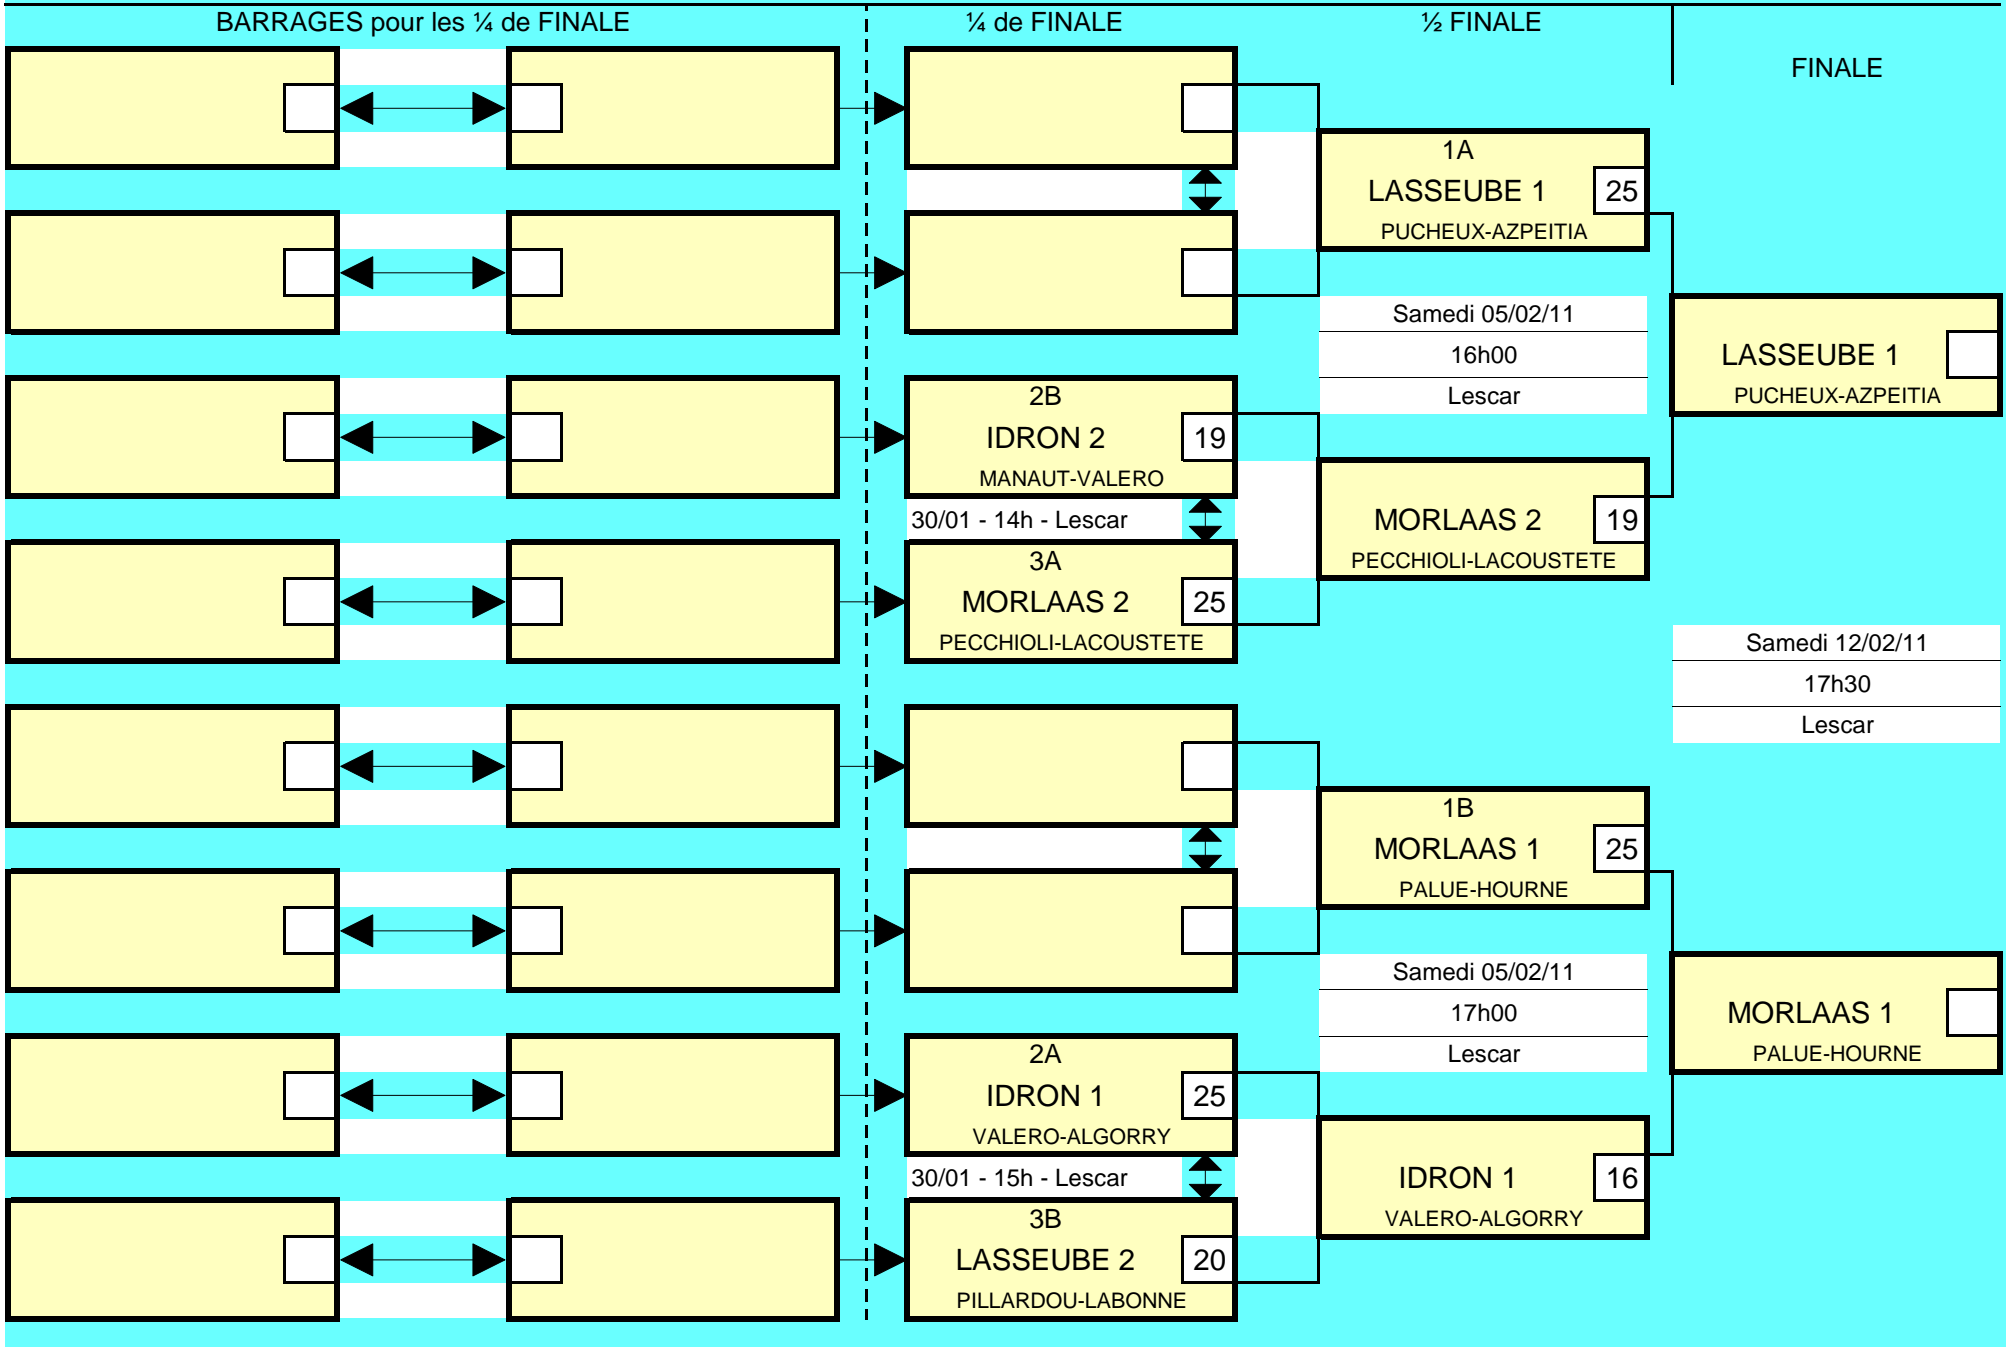 BARRAGES pour les ¼ de FINALE
¼ de FINALE
½ FINALE
FINALE
1A
LASSEUBE 1
25
PUCHEUX-AZPEITIA
Samedi 05/02/11
16h00
Lescar
LASSEUBE 1
PUCHEUX-AZPEITIA
2B
IDRON 2
19
MANAUT-VALERO
30/01 - 14h - Lescar
MORLAAS 2
19
PECCHIOLI-LACOUSTETE
3A
MORLAAS 2
25
PECCHIOLI-LACOUSTETE
Samedi 12/02/11
17h30
Lescar
1B
MORLAAS 1
25
PALUE-HOURNE
Samedi 05/02/11
17h00
Lescar
MORLAAS 1
PALUE-HOURNE
2A
IDRON 1
25
VALERO-ALGORRY
30/01 - 15h - Lescar
IDRON 1
16
VALERO-ALGORRY
3B
LASSEUBE 2
20
PILLARDOU-LABONNE